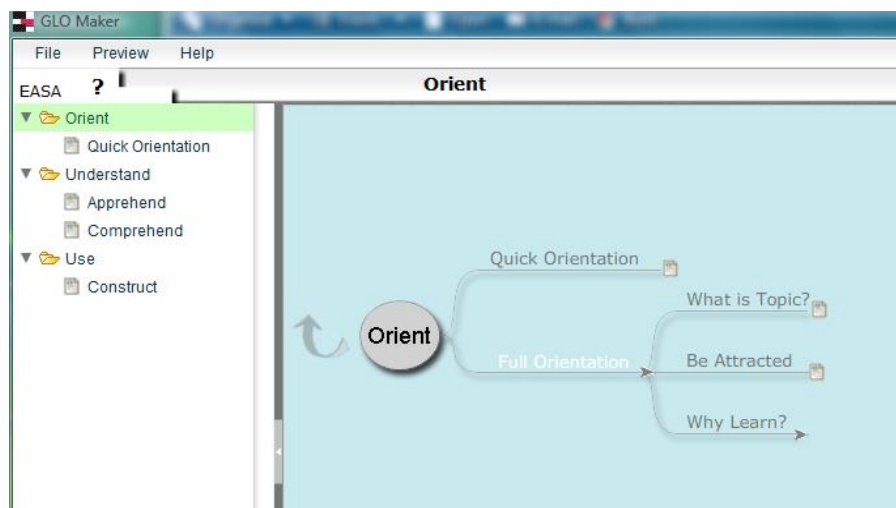 GLO Maker
File Preview Help
EASA ? Orient
Orient
Quick Orientation
Understand
Apprehend
Comprehend
Use
Construct
Quick Orientation
What is Topic?
Orient
Full Orientation
Be Attracted
Why Learn?